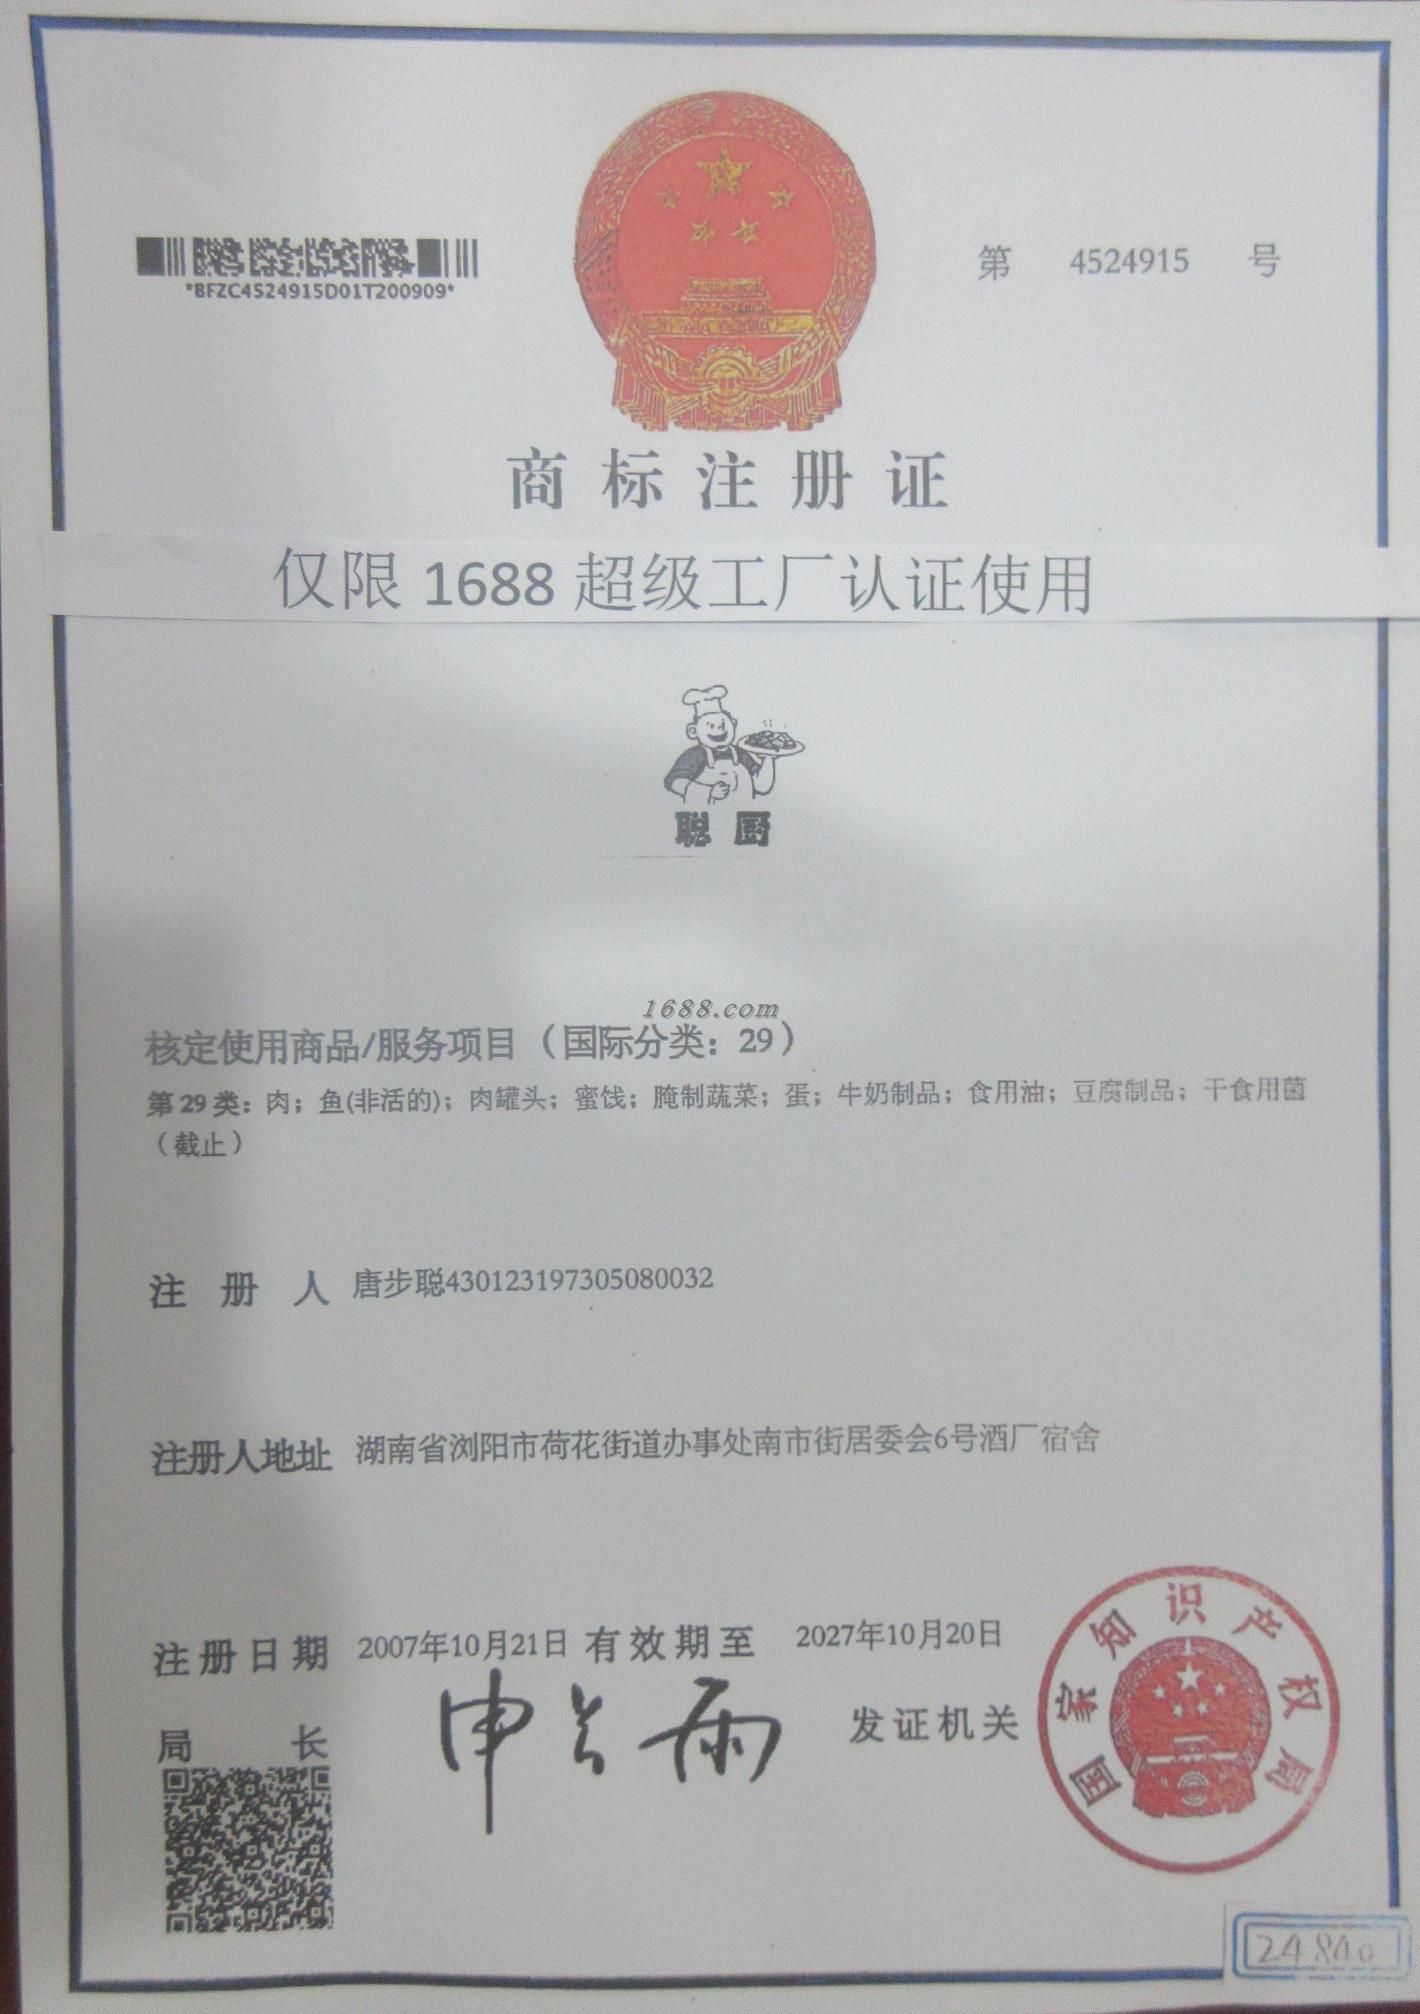 *BFZC4524915D01T200909*
第 4524915 号
商标注册证
仅限 1688 超级工厂认证使用
聪厨
1688.com
核定使用商品/服务项目（国际分类：29）
第 29 类：肉；鱼(非活的)；肉罐头；蜜饯；腌制蔬菜；蛋；牛奶制品；食用油；豆腐制品；干食用菌
（截止）
注册人 唐步聪430123197305080032
注册人地址 湖南省浏阳市荷花街道办事处南市街居委会6号酒厂宿舍
注册日期 2007年10月21日 有效期至 2027年10月20日
局长 申长雨 发证机关
国家知识产权局